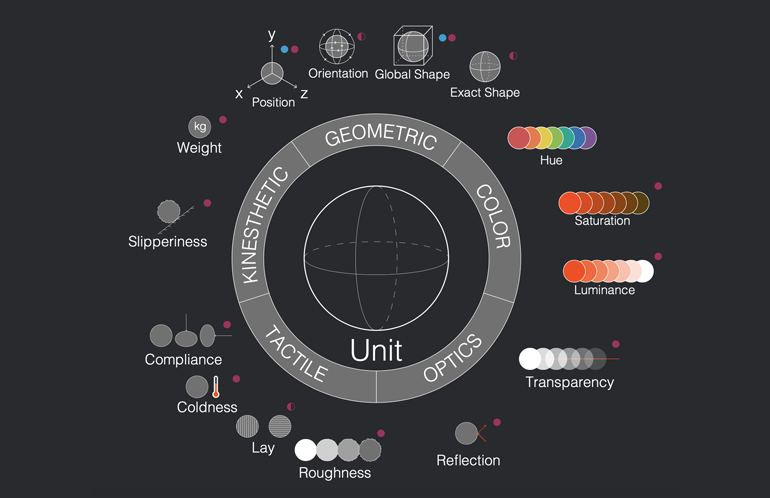 y
x
z
Position
Orientation
Global Shape
Exact Shape
kg
Weight
GEOMETRIC
Hue
KINESTHETIC
COLOR
Saturation
Slipperiness
Luminance
Unit
TACTILE
OPTICS
Compliance
Transparency
Coldness
Lay
Roughness
Reflection